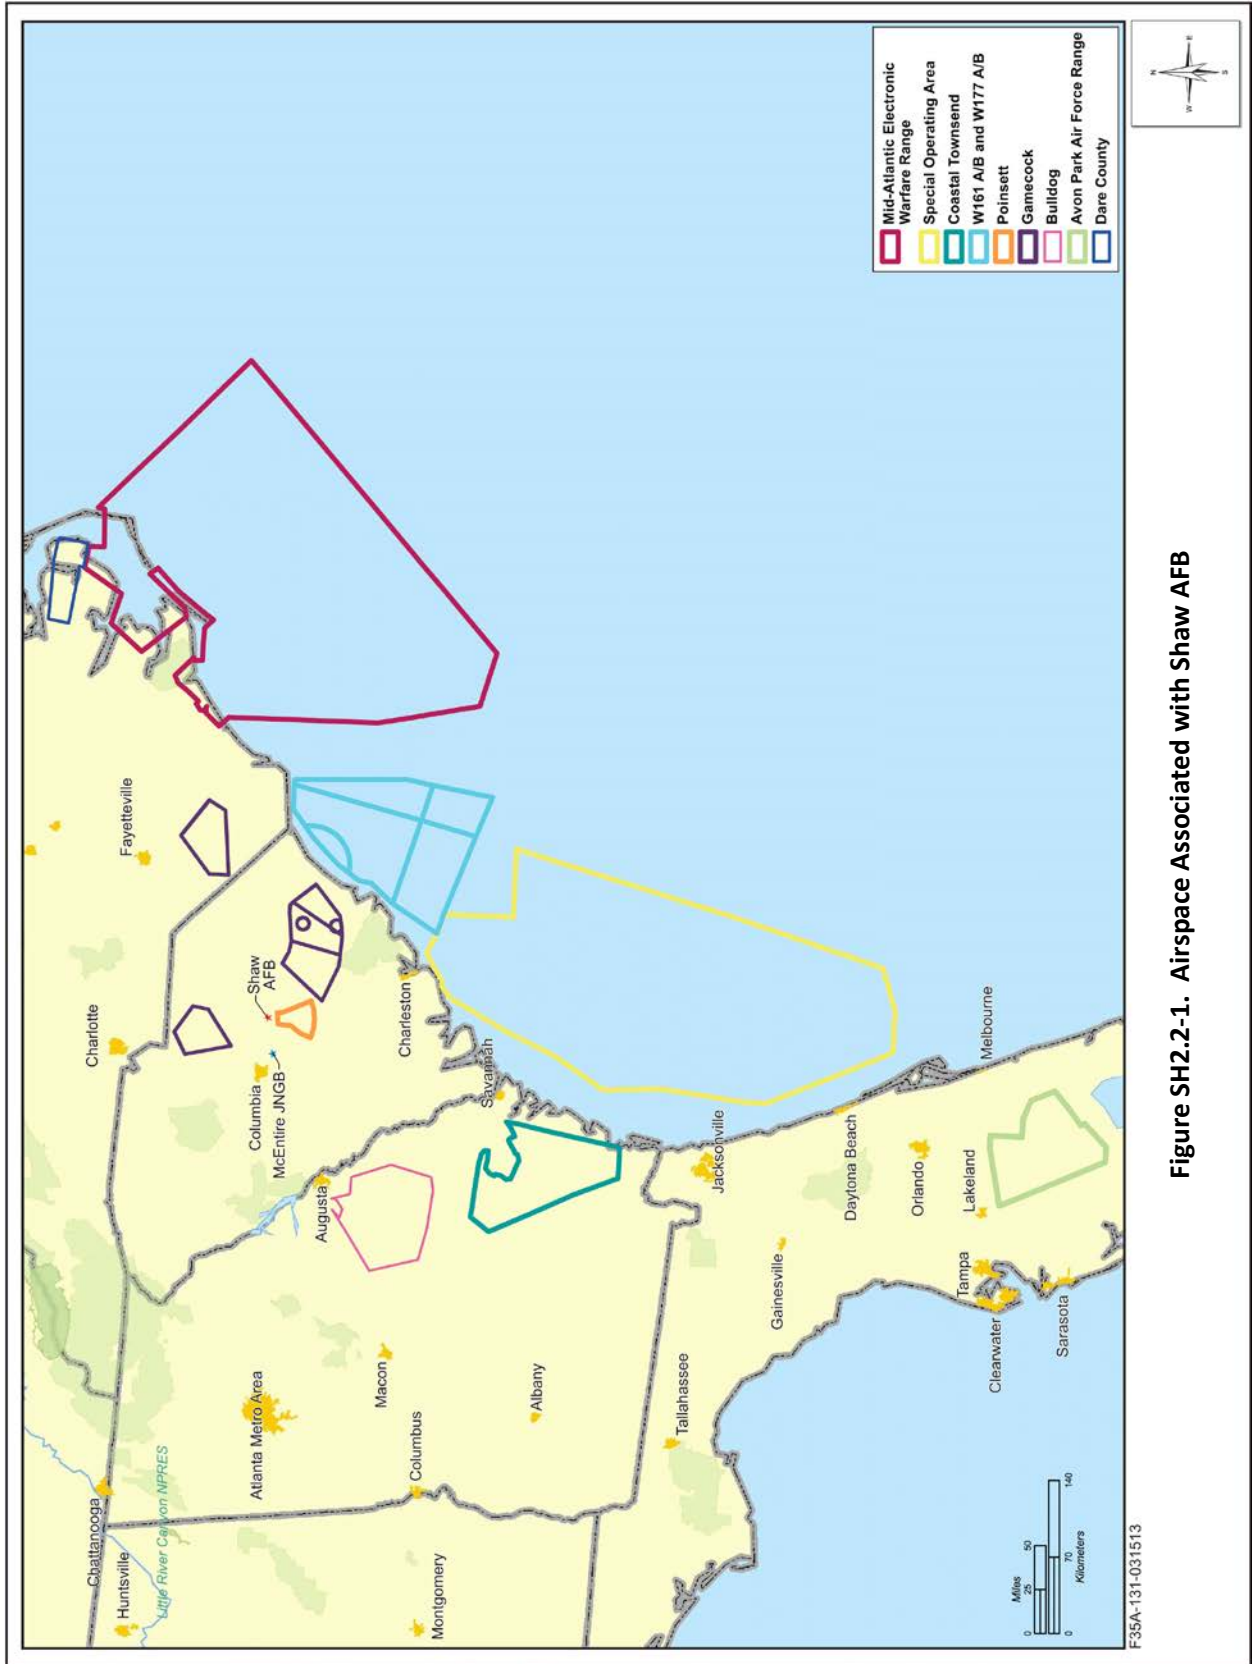 Chattanooga
Huntsville
Little River Canyon NPRES
Atlanta Metro Area
Macon
Columbus
Montgomery
Albany
Tallahassee
Charlotte
Fayetteville
Shaw
AFB
Columbia
McEntire JNGB
Augusta
Charleston
Savannah
Jacksonville
Gainesville
Daytona Beach
Orlando
Lakeland
Tampa
Clearwater
Sarasota
Melbourne
Mid-Atlantic Electronic
Warfare Range
Special Operating Area
Coastal Townsend
W161 A/B and W177 A/B
Poinsett
Gamecock
Bulldog
Avon Park Air Force Range
Dare County
N
W
E
S
Miles
0 25 50
0 70 140
Kilometers
F35A-131-031513
Figure SH2.2-1. Airspace Associated with Shaw AFB